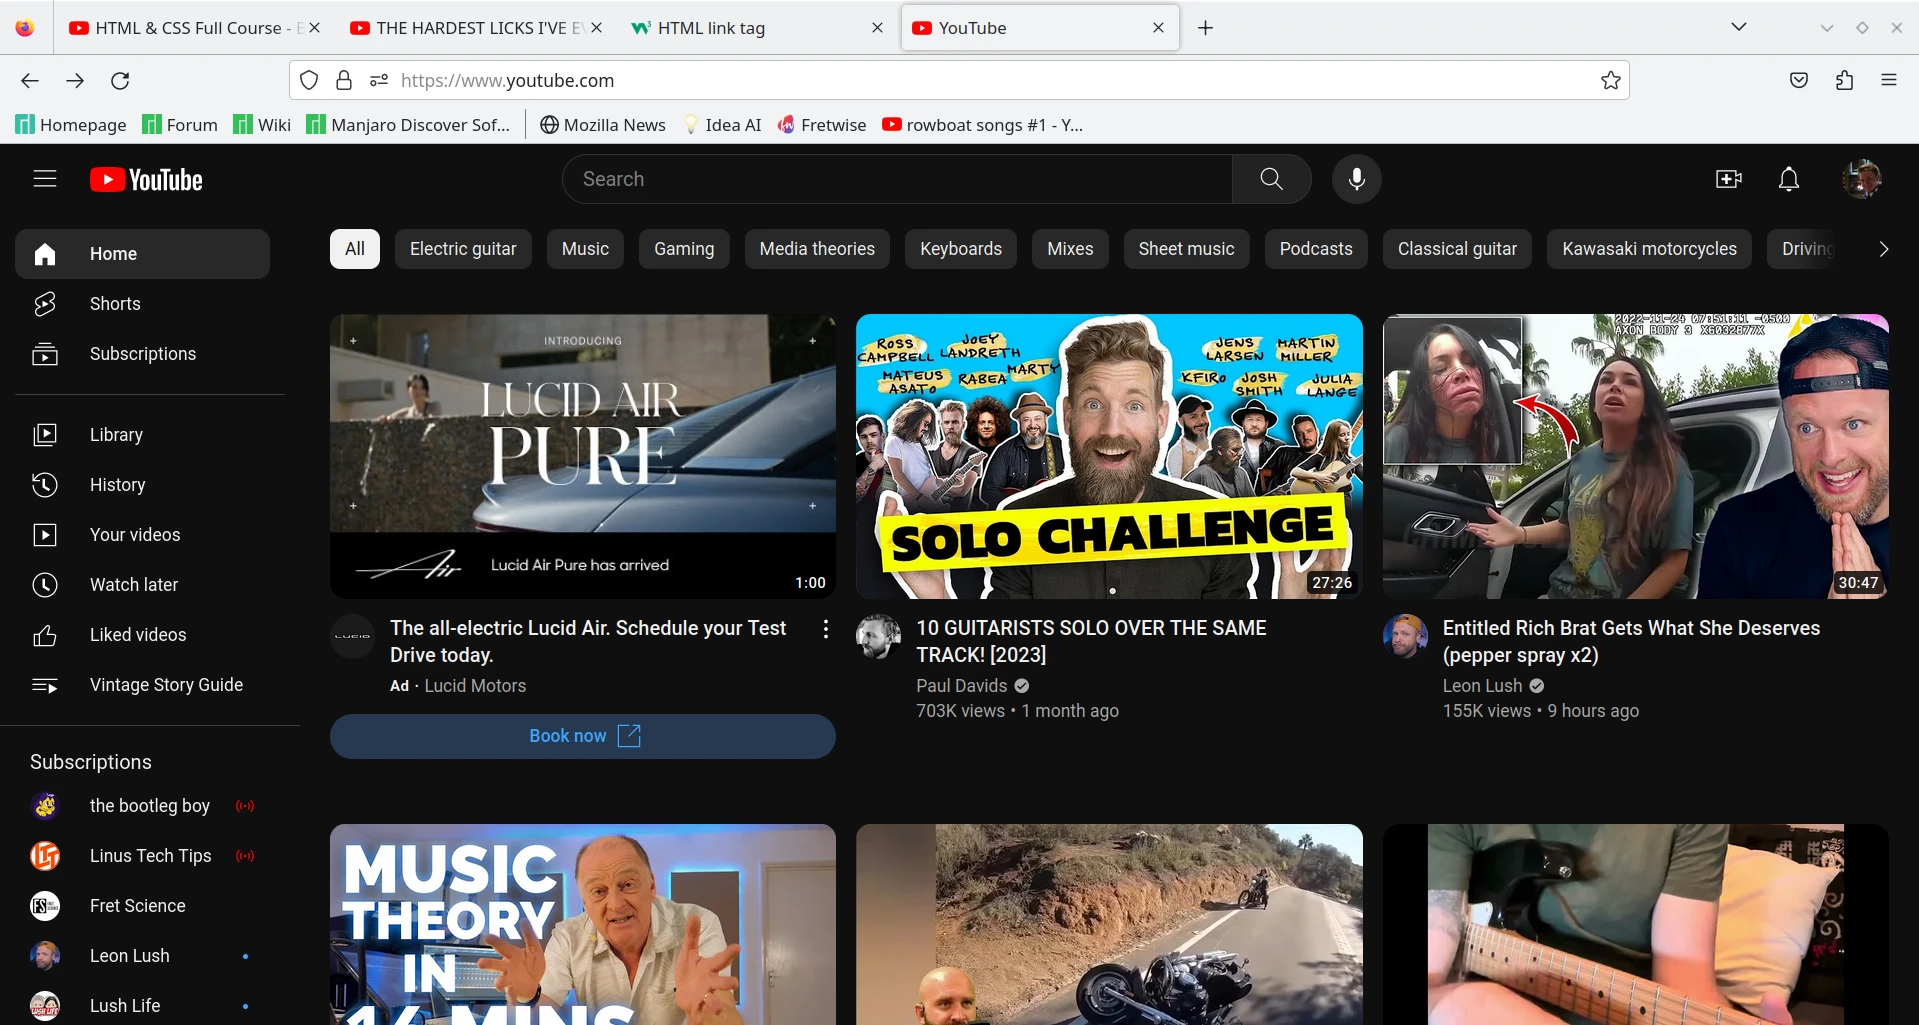 HTML & CSS Full Course - B
THE HARDEST LICKS I'VE EV
HTML link tag
YouTube
https://www.youtube.com
Homepage
Forum
Wiki
Manjaro Discover Sof...
Mozilla News
Idea AI
Fretwise
rowboat songs #1 - Y...
YouTube
Search
Home
Shorts
Subscriptions
Library
History
Your videos
Watch later
Liked videos
Vintage Story Guide
Subscriptions
the bootleg boy
Linus Tech Tips
Fret Science
Leon Lush
Lush Life
All
Electric guitar
Music
Gaming
Media theories
Keyboards
Mixes
Sheet music
Podcasts
Classical guitar
Kawasaki motorcycles
Driving
INTRODUCING
LUCID AIR
PURE
Air
Lucid Air Pure has arrived
1:00
LUCID
The all-electric Lucid Air. Schedule your Test
Drive today.
Ad · Lucid Motors
Book now
ROSS
CAMPBELL
JOEY
LANDRETH
MATEUS
ASATO
RABEA
MARTY
JENS
LARSEN
MARTIN
MILLER
KFIR
JOSH
SMITH
JULIA
LANGE
SOLO CHALLENGE
27:26
10 GUITARISTS SOLO OVER THE SAME
TRACK! [2023]
Paul Davids
703K views • 1 month ago
2022-11-24 07:51:11 -0500
AXON BODY 3 X6032B77X
30:47
Entitled Rich Brat Gets What She Deserves
(pepper spray x2)
Leon Lush
155K views • 9 hours ago
MUSIC
THEORY
IN
16 MINS